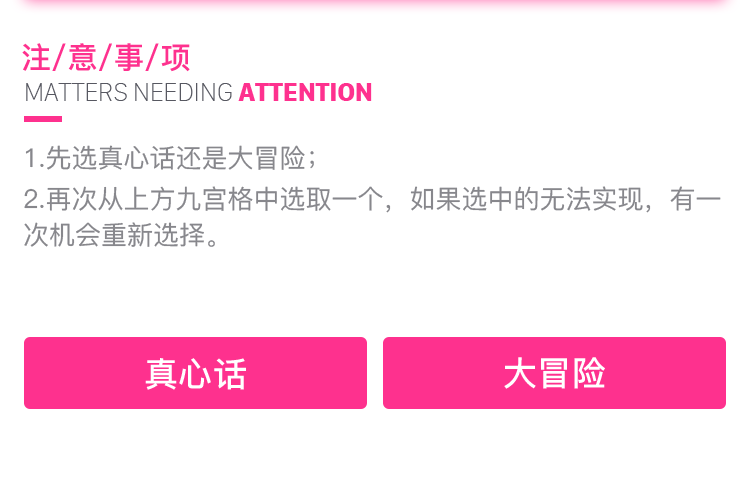 注/意/事/项
MATTERS NEEDING ATTENTION
1.先选真心话还是大冒险；
2.再次从上方九宫格中选取一个，如果选中的无法实现，有一
次机会重新选择。
真心话
大冒险